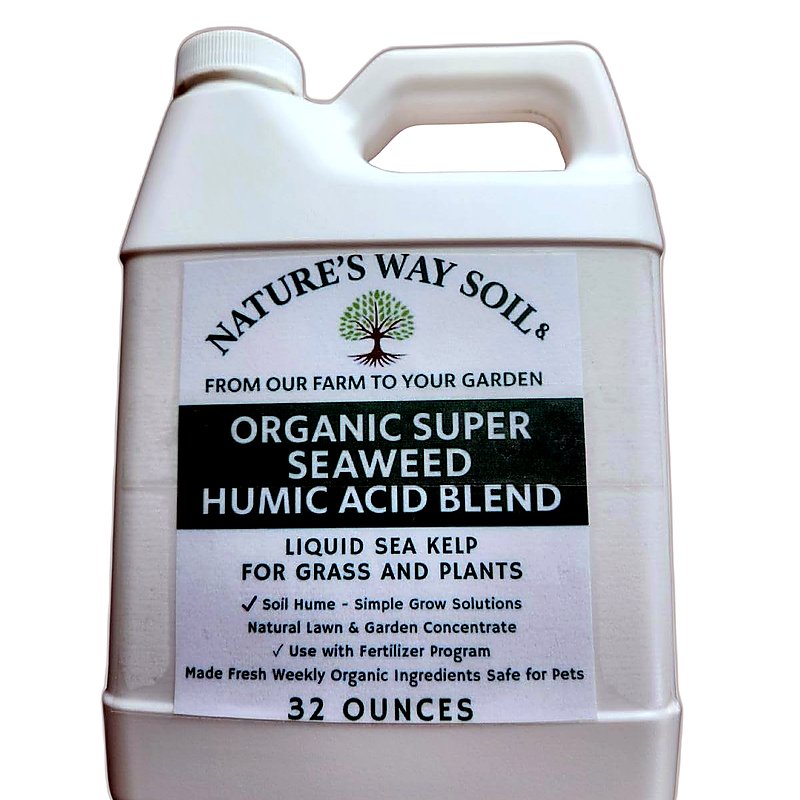 NATURE'S WAY SOIL &
FROM OUR FARM TO YOUR GARDEN
ORGANIC SUPER
SEAWEED
HUMIC ACID BLEND
LIQUID SEA KELP
FOR GRASS AND PLANTS
✓ Soil Hume - Simple Grow Solutions
Natural Lawn & Garden Concentrate
✓ Use with Fertilizer Program
Made Fresh Weekly Organic Ingredients Safe for Pets
32 OUNCES